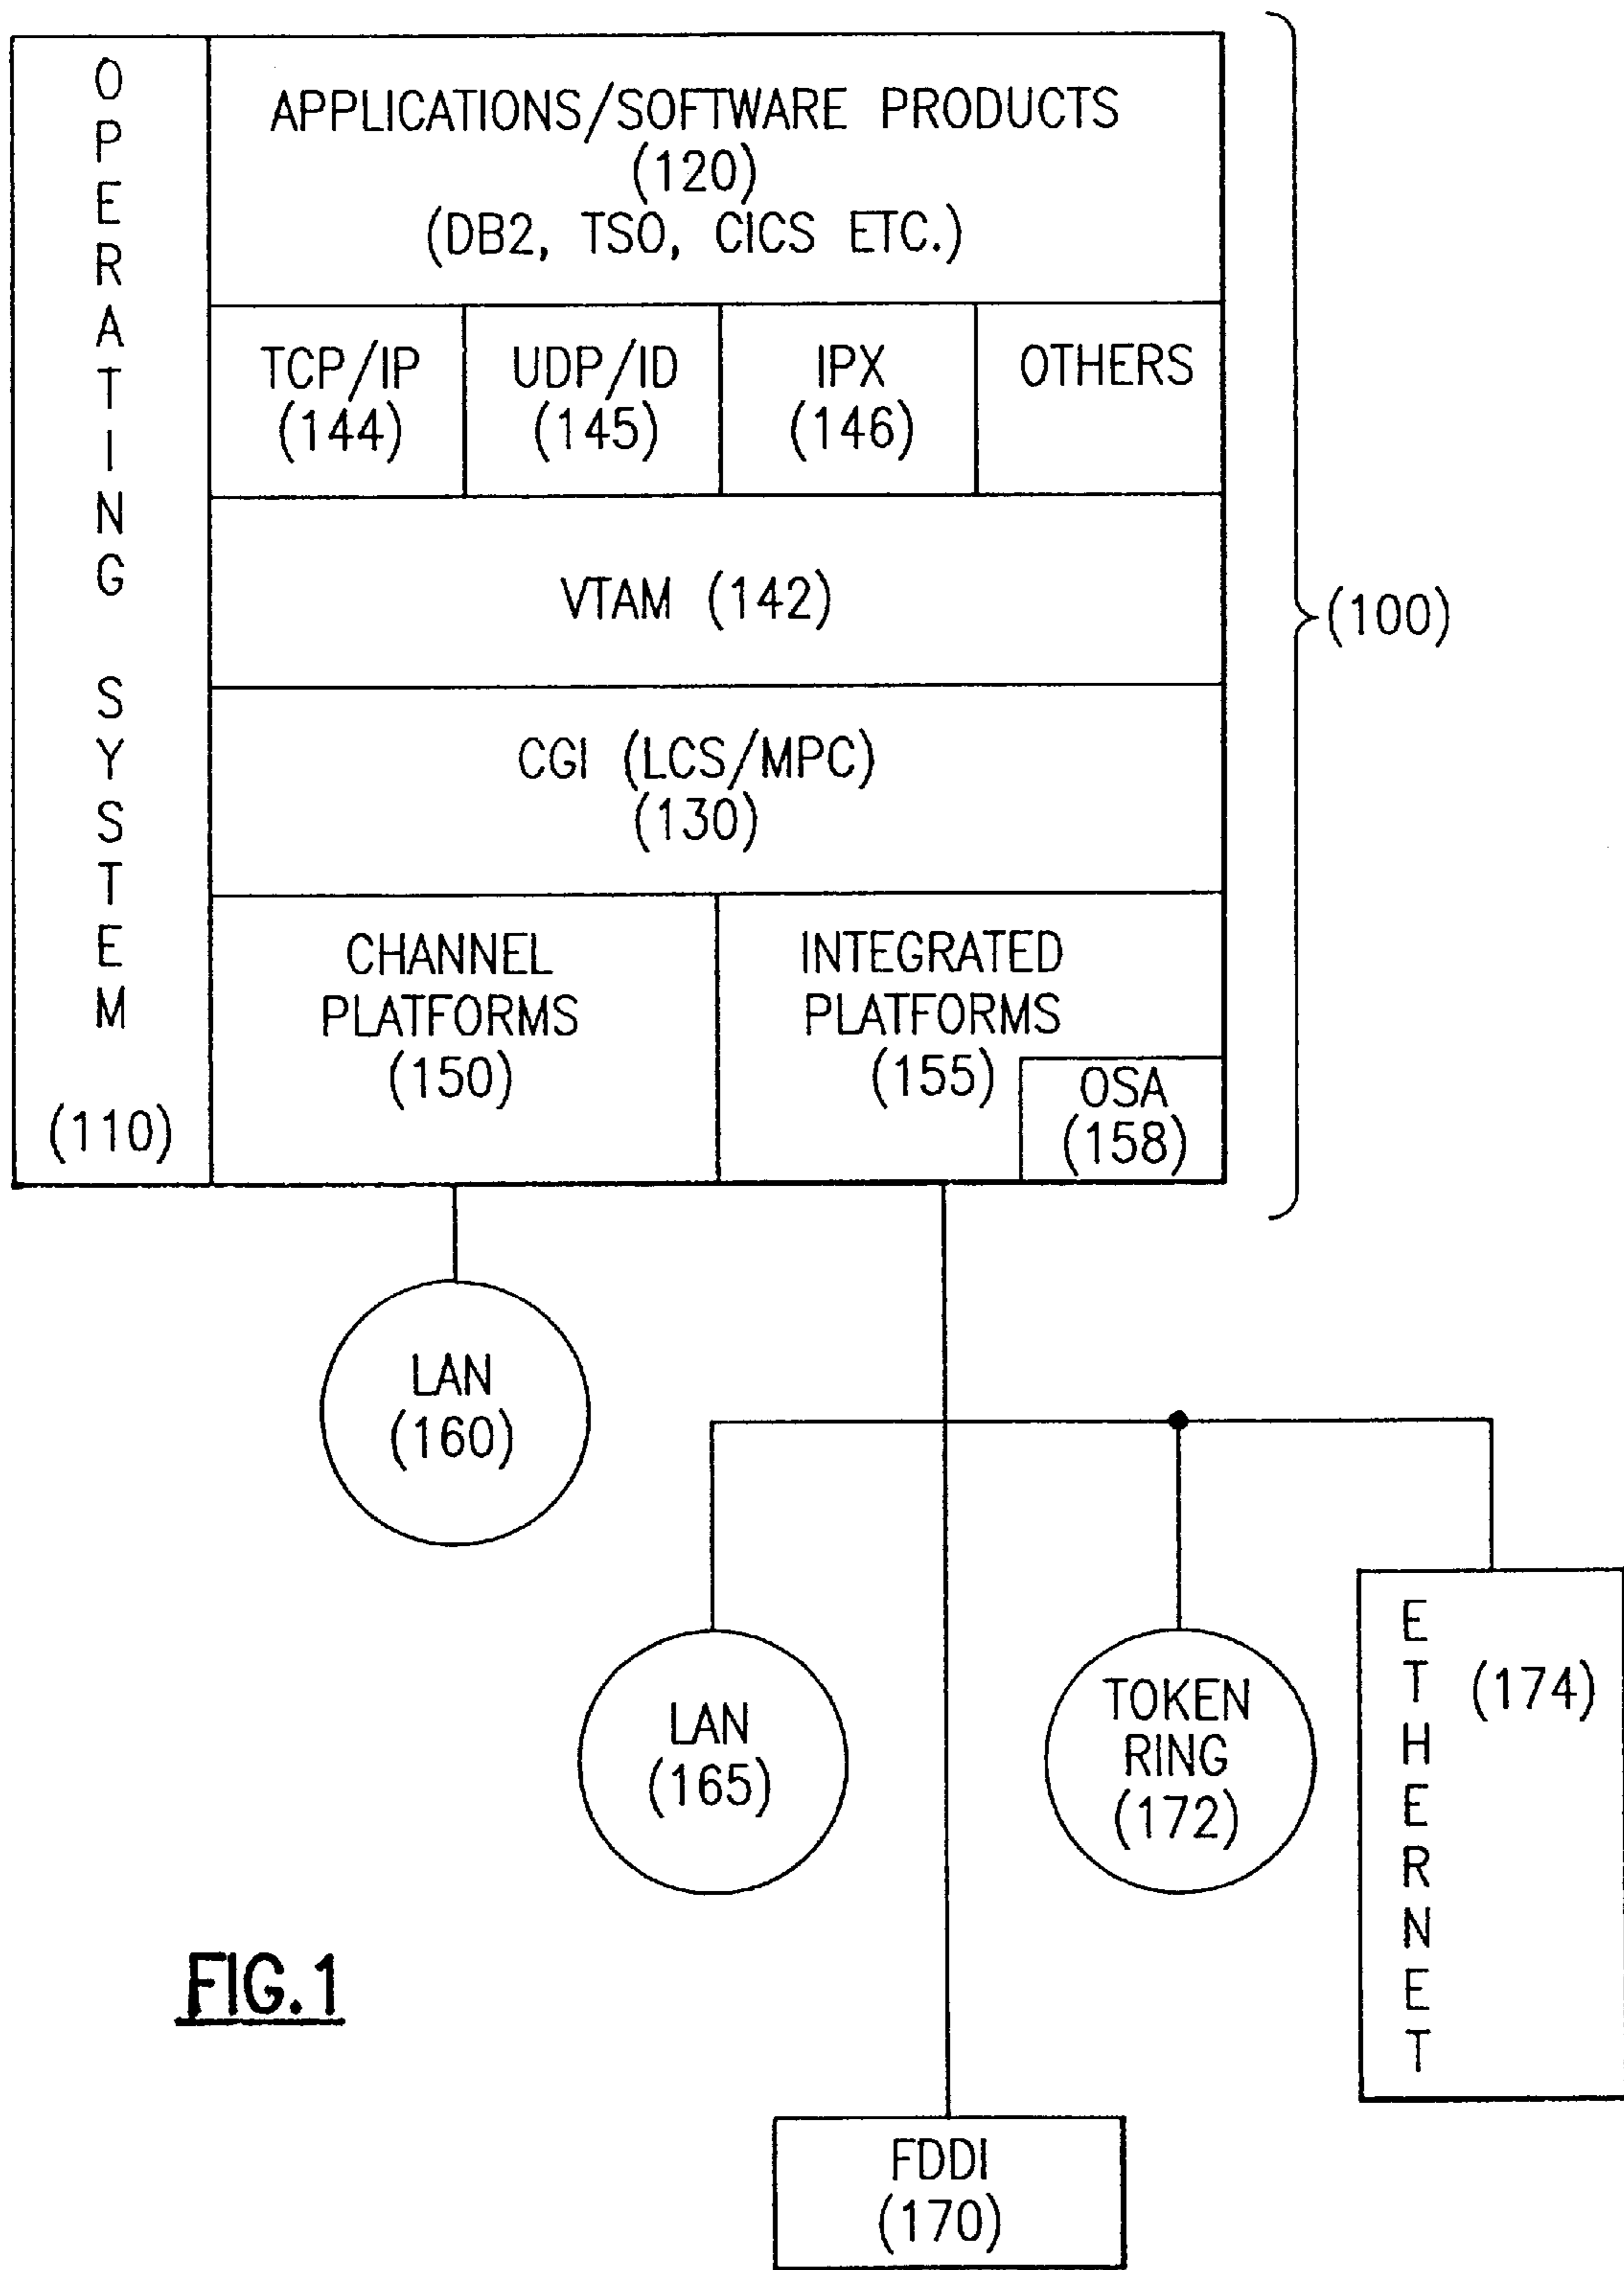 OPERATING SYSTEM
(110)
APPLICATIONS/SOFTWARE PRODUCTS
(120)
(DB2, TSO, CICS ETC.)
TCP/IP
(144)
UDP/ID
(145)
IPX
(146)
OTHERS
VTAM (142)
CGI (LCS/MPC)
(130)
CHANNEL
PLATFORMS
(150)
INTEGRATED
PLATFORMS
(155)
OSA
(158)
(100)
LAN
(160)
LAN
(165)
TOKEN
RING
(172)
ETHERNET
(174)
FDDI
(170)
FIG.1